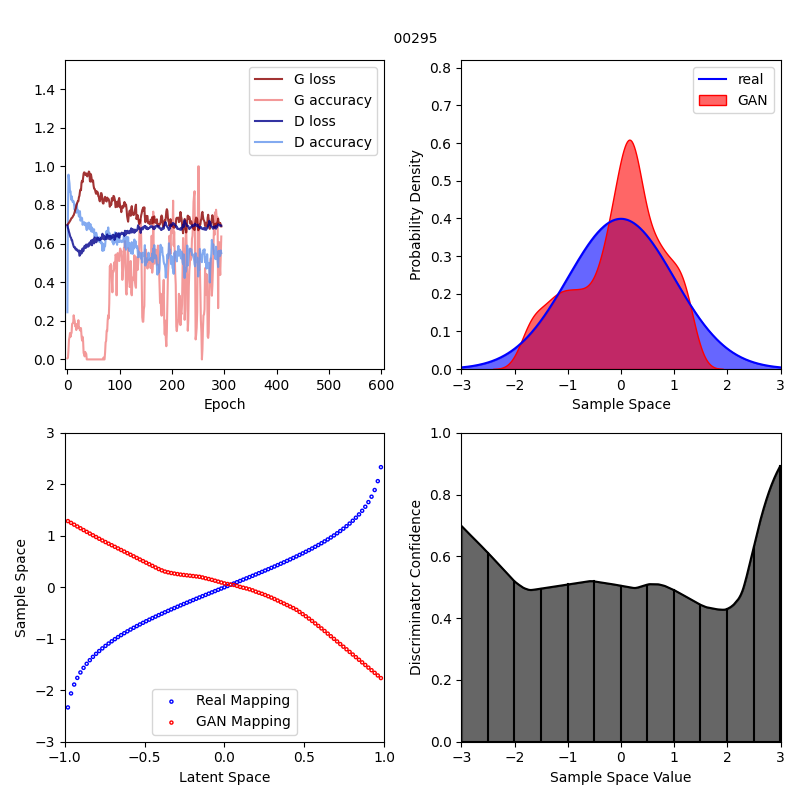 00295
G loss
G accuracy
D loss
D accuracy
1.4
1.2
1.0
0.8
0.6
0.4
0.2
0.0
0 100 200 300 400 500 600
Epoch
real
GAN
Probability Density
0.8
0.7
0.6
0.5
0.4
0.3
0.2
0.1
0.0
−3 −2 −1 0 1 2 3
Sample Space
Sample Space
3
2
1
0
−1
−2
−3
Real Mapping
GAN Mapping
−1.0 −0.5 0.0 0.5 1.0
Latent Space
Discriminator Confidence
1.0
0.8
0.6
0.4
0.2
0.0
−3 −2 −1 0 1 2 3
Sample Space Value